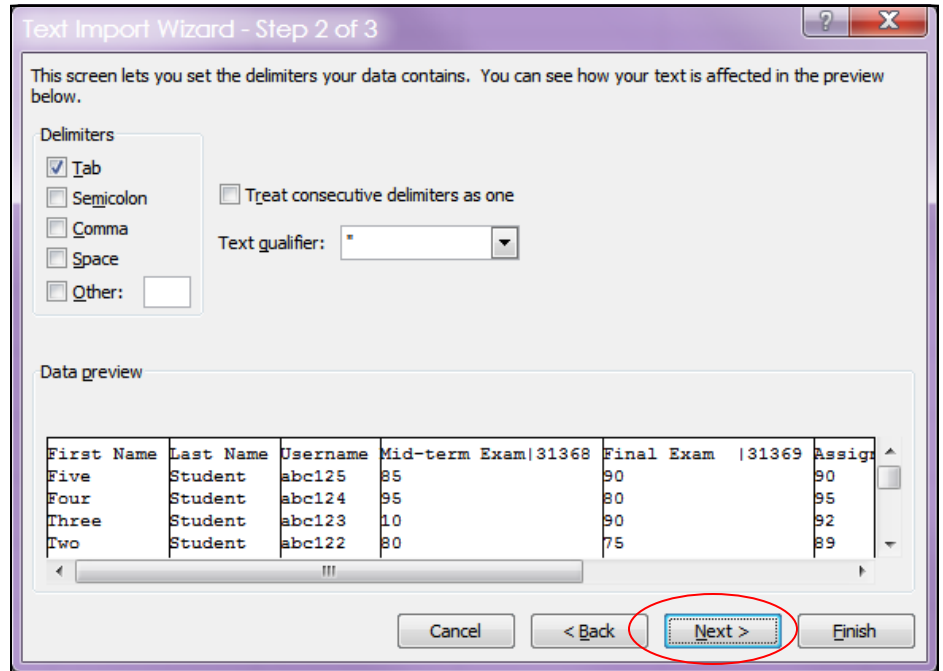 Text Import Wizard - Step 2 of 3
This screen lets you set the delimiters your data contains. You can see how your text is affected in the preview
below.
Delimiters
Tab
Semicolon
Comma
Space
Other:
Treat consecutive delimiters as one
Text qualifier: "
Data preview
First Name Last Name Username Mid-term Exam|31368 Final Exam |31369 Assign
Five Student abc125 85 90 90
Four Student abc124 95 80 95
Three Student abc123 10 90 92
Two Student abc122 80 75 89
Cancel < Back Next > Finish